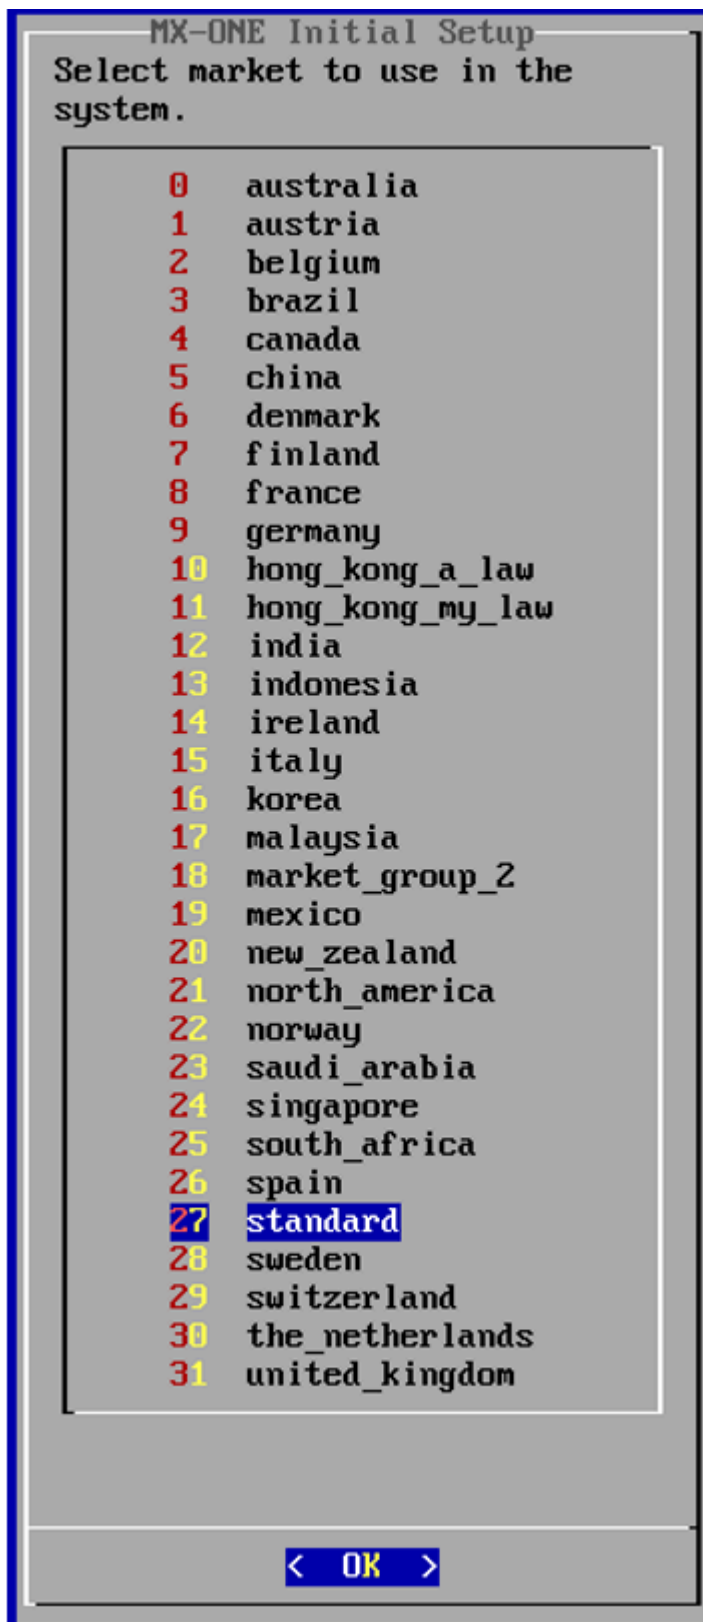 MX-ONE Initial Setup
Select market to use in the
system.
0 australia
1 austria
2 belgium
3 brazil
4 canada
5 china
6 denmark
7 finland
8 france
9 germany
10 hong_kong_a_law
11 hong_kong_my_law
12 india
13 indonesia
14 ireland
15 italy
16 korea
17 malaysia
18 market_group_2
19 mexico
20 new_zealand
21 north_america
22 norway
23 saudi_arabia
24 singapore
25 south_africa
26 spain
27 standard
28 sweden
29 switzerland
30 the_netherlands
31 united_kingdom
< OK >